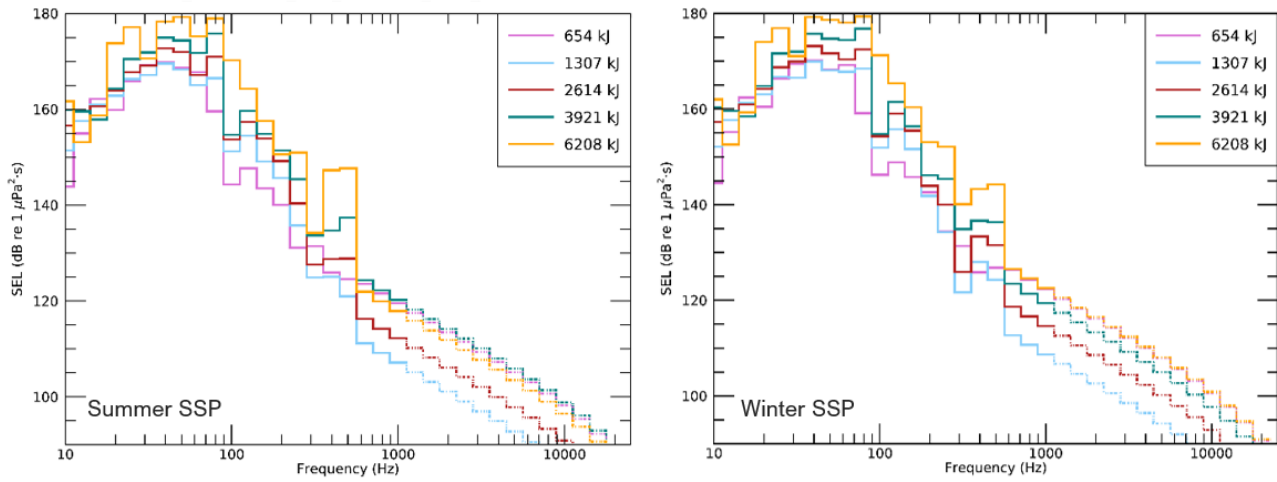 180
160
140
120
100
SEL (dB re 1 μPa²·s)
654 kJ
1307 kJ
2614 kJ
3921 kJ
6208 kJ
Summer SSP
10
100
1000
10000
Frequency (Hz)
180
160
140
120
100
SEL (dB re 1 μPa²·s)
654 kJ
1307 kJ
2614 kJ
3921 kJ
6208 kJ
Winter SSP
10
100
1000
10000
Frequency (Hz)